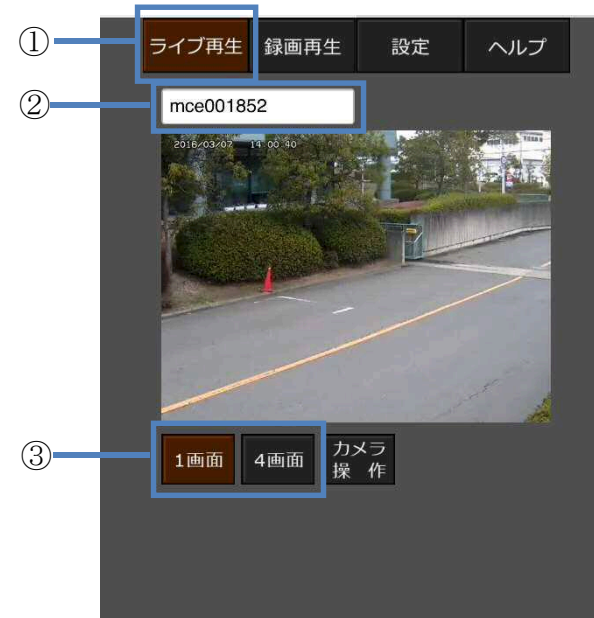 ① ライブ再生 録画再生 設定 ヘルプ
② mce001852
2016/03/07 14:00:40
③ 1画面 4画面 カメラ
操 作